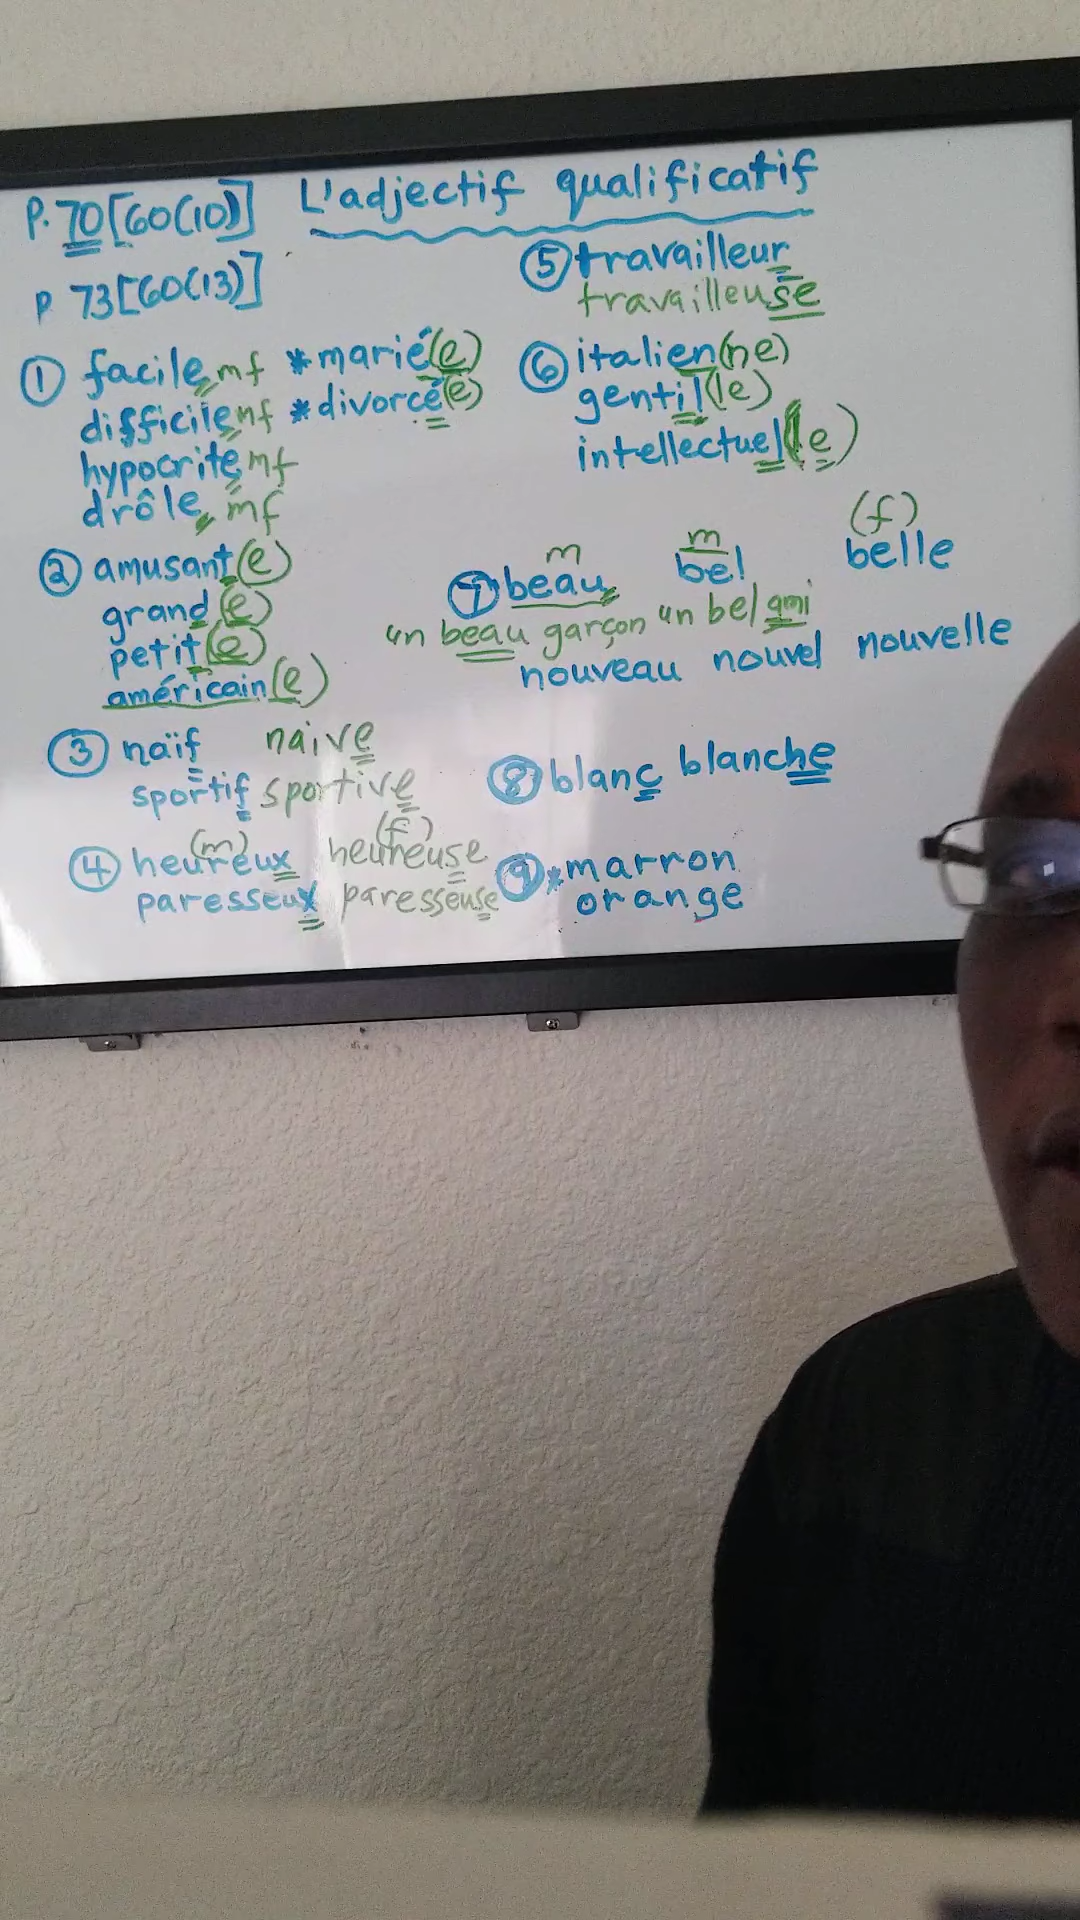 P. 70[60(10)] L'adjectif qualificatif
P 73[60(13)]
① facile mf *marié(e)
difficile mf *divorcé(e)
hypocrite mf
drôle, mf
② amusant(e)
grand(e)
petit(e)
américain(e)
③ naïf naive
sportif sportive
④ heureux (m) heureuse (f)
paresseux paresseuse
⑤ travailleur
travailleuse
⑥ italien(ne)
gentil(le)
intellectuel(le)
m m (f)
⑦ beau bel belle
un beau garçon un bel ami
nouveau nouvel nouvelle
⑧ blanc blanche
⑨ *marron
orange